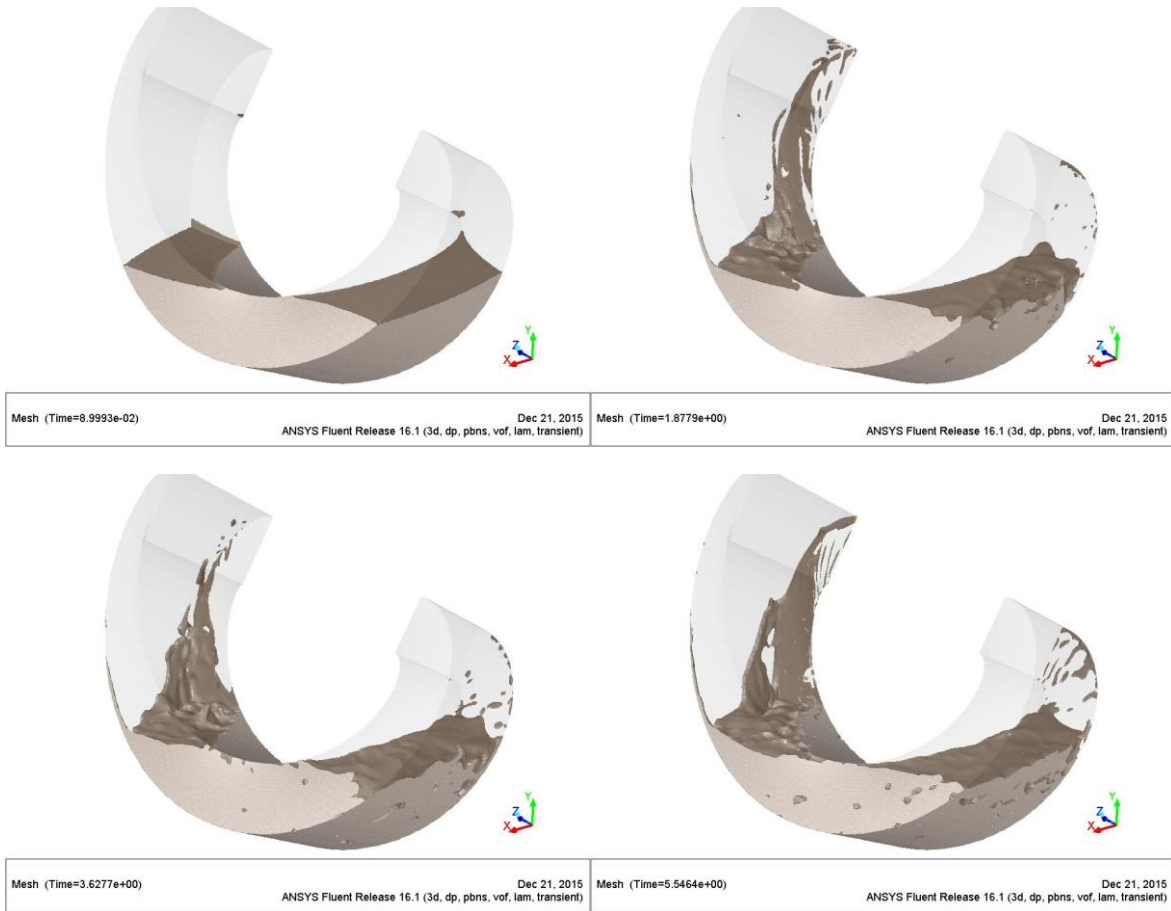 Y
Z
X
Y
Z
X
Mesh (Time=8.9993e-02) Dec 21, 2015
ANSYS Fluent Release 16.1 (3d, dp, pbns, vof, lam, transient)
Mesh (Time=1.8779e+00) Dec 21, 2015
ANSYS Fluent Release 16.1 (3d, dp, pbns, vof, lam, transient)
Y
Z
X
Y
Z
X
Mesh (Time=3.6277e+00) Dec 21, 2015
ANSYS Fluent Release 16.1 (3d, dp, pbns, vof, lam, transient)
Mesh (Time=5.5464e+00) Dec 21, 2015
ANSYS Fluent Release 16.1 (3d, dp, pbns, vof, lam, transient)